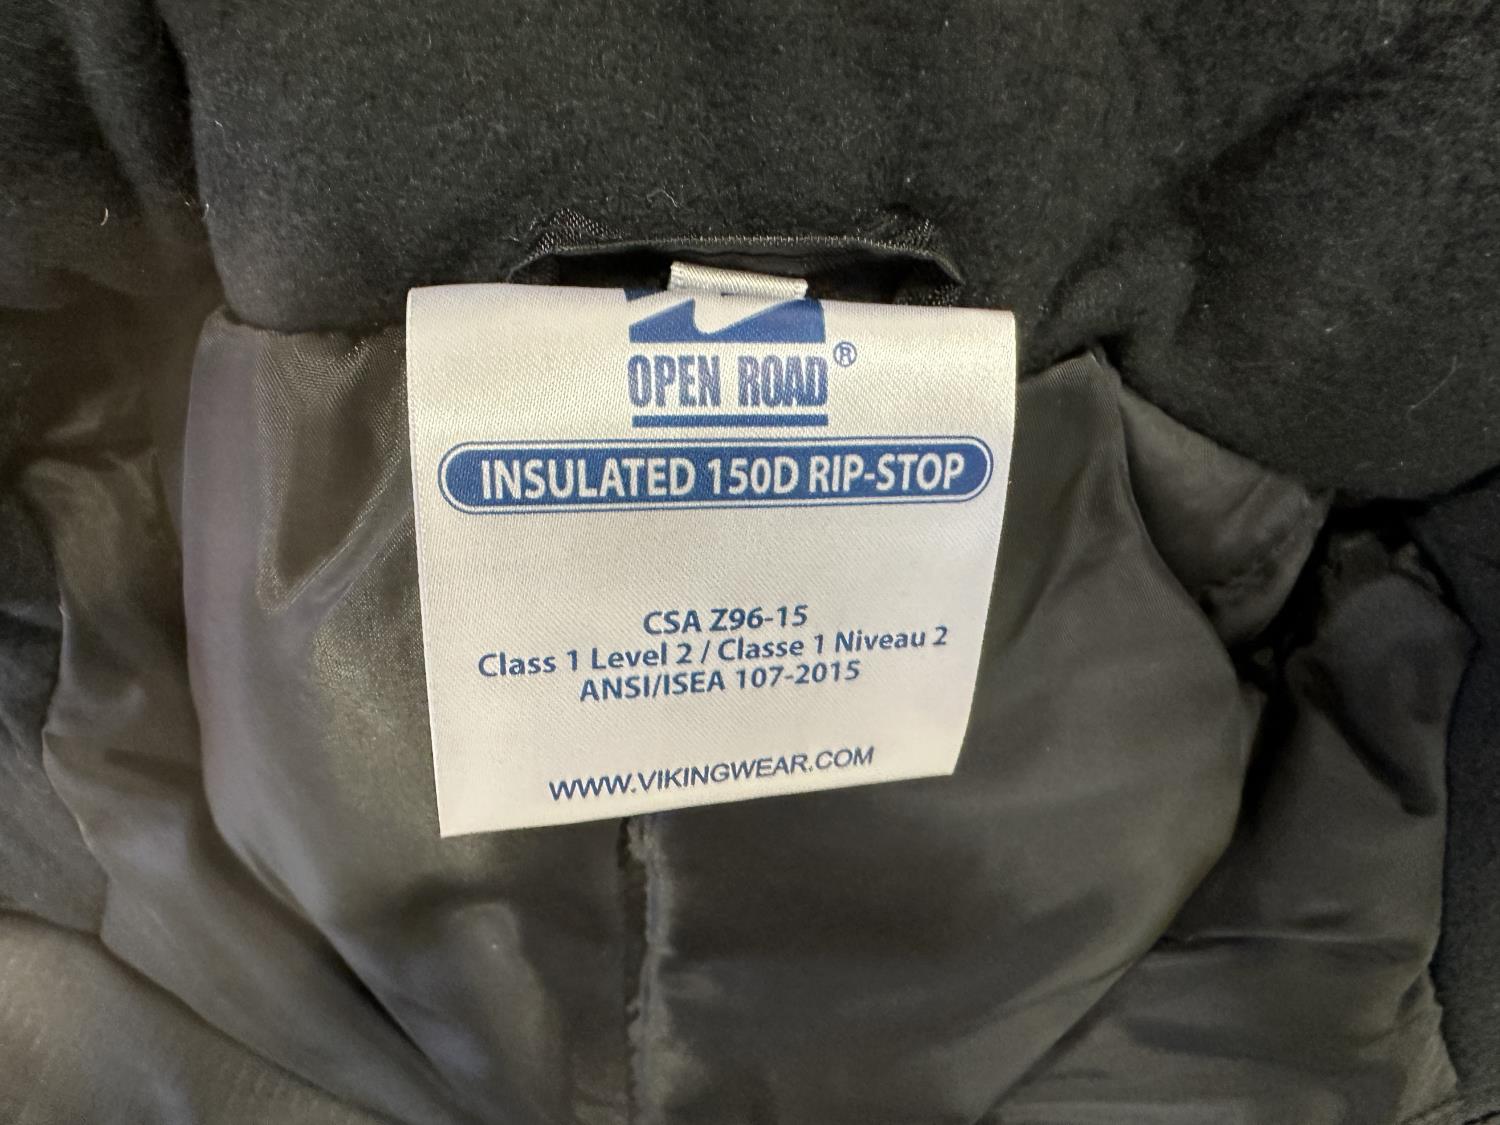 OPEN ROAD®
INSULATED 150D RIP-STOP
CSA Z96-15
Class 1 Level 2 / Classe 1 Niveau 2
ANSI/ISEA 107-2015
WWW.VIKINGWEAR.COM